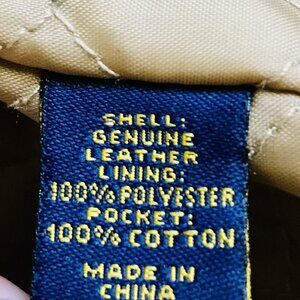 SHELL:
GENUINE
LEATHER
LINING:
100% POLYESTER
POCKET:
100% COTTON
MADE IN
CHINA